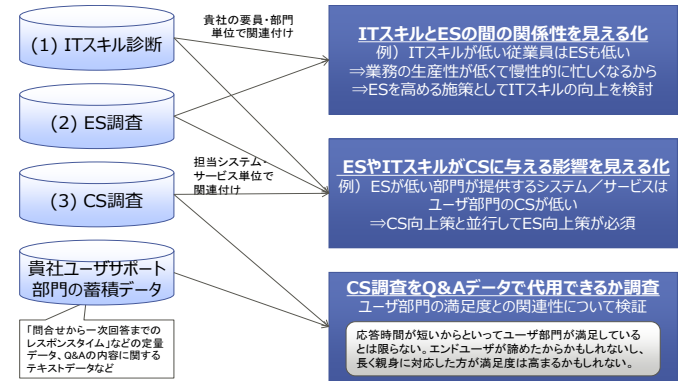 貴社の要員・部門
単位で関連付け
(1) ITスキル診断
(2) ES調査
担当システム・
サービス単位で
関連付け
(3) CS調査
貴社ユーザサポート
部門の蓄積データ
「問合せから一次回答までの
レスポンスタイム」などの定量
データ、Q&Aの内容に関する
テキストデータなど
ITスキルとESの間の関係性を見える化
例）ITスキルが低い従業員はESも低い
⇒業務の生産性が低くて慢性的に忙しくなるから
⇒ESを高める施策としてITスキルの向上を検討
ESやITスキルがCSに与える影響を見える化
例）ESが低い部門が提供するシステム／サービスは
ユーザ部門のCSが低い
⇒CS向上策と並行してES向上策が必須
CS調査をQ&Aデータで代用できるか調査
ユーザ部門の満足度との関連性について検証
応答時間が短いからといってユーザ部門が満足している
とは限らない。エンドユーザが諦めたからかもしれないし、
長く親身に対応した方が満足度は高まるかもしれない。